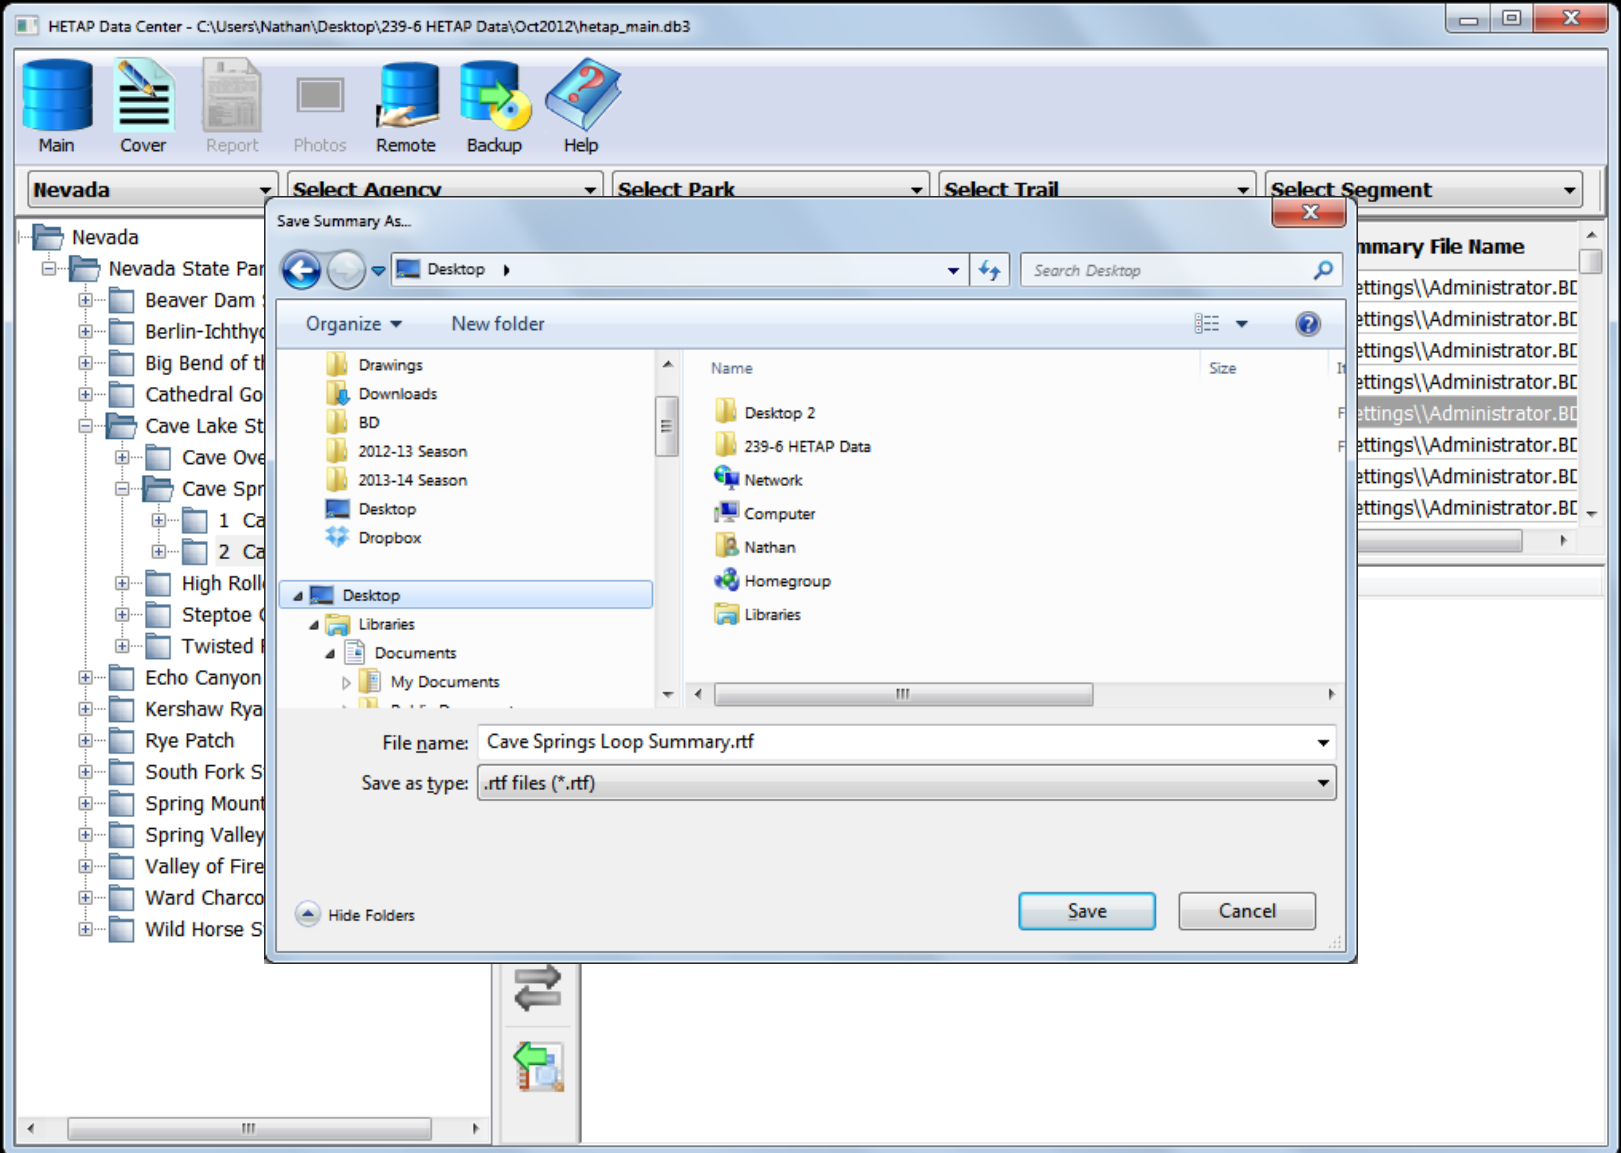 HETAP Data Center - C:\Users\Nathan\Desktop\239-6 HETAP Data\Oct2012\hetap_main.db3
Main Cover Report Photos Remote Backup Help
Nevada Select Agency Select Park Select Trail Select Segment
Nevada
Nevada State Par
Beaver Dam
Berlin-Ichthyo
Big Bend of th
Cathedral Go
Cave Lake St
Cave Ove
Cave Spr
1 Ca
2 Ca
High Rolle
Steptoe C
Twisted
Echo Canyon
Kershaw Rya
Rye Patch
South Fork S
Spring Mount
Spring Valley
Valley of Fire
Ward Charco
Wild Horse S
Save Summary As...
Desktop
Search Desktop
Organize New folder
Drawings
Downloads
BD
2012-13 Season
2013-14 Season
Desktop
Dropbox
Desktop
Libraries
Documents
My Documents
Name Size It
Desktop 2 F
239-6 HETAP Data F
Network
Computer
Nathan
Homegroup
Libraries
File name: Cave Springs Loop Summary.rtf
Save as type: .rtf files (*.rtf)
Hide Folders
Save Cancel
mmary File Name
ettings\\Administrator.BD
ettings\\Administrator.BD
ettings\\Administrator.BD
ettings\\Administrator.BD
ettings\\Administrator.BD
ettings\\Administrator.BD
ettings\\Administrator.BD
ettings\\Administrator.BD